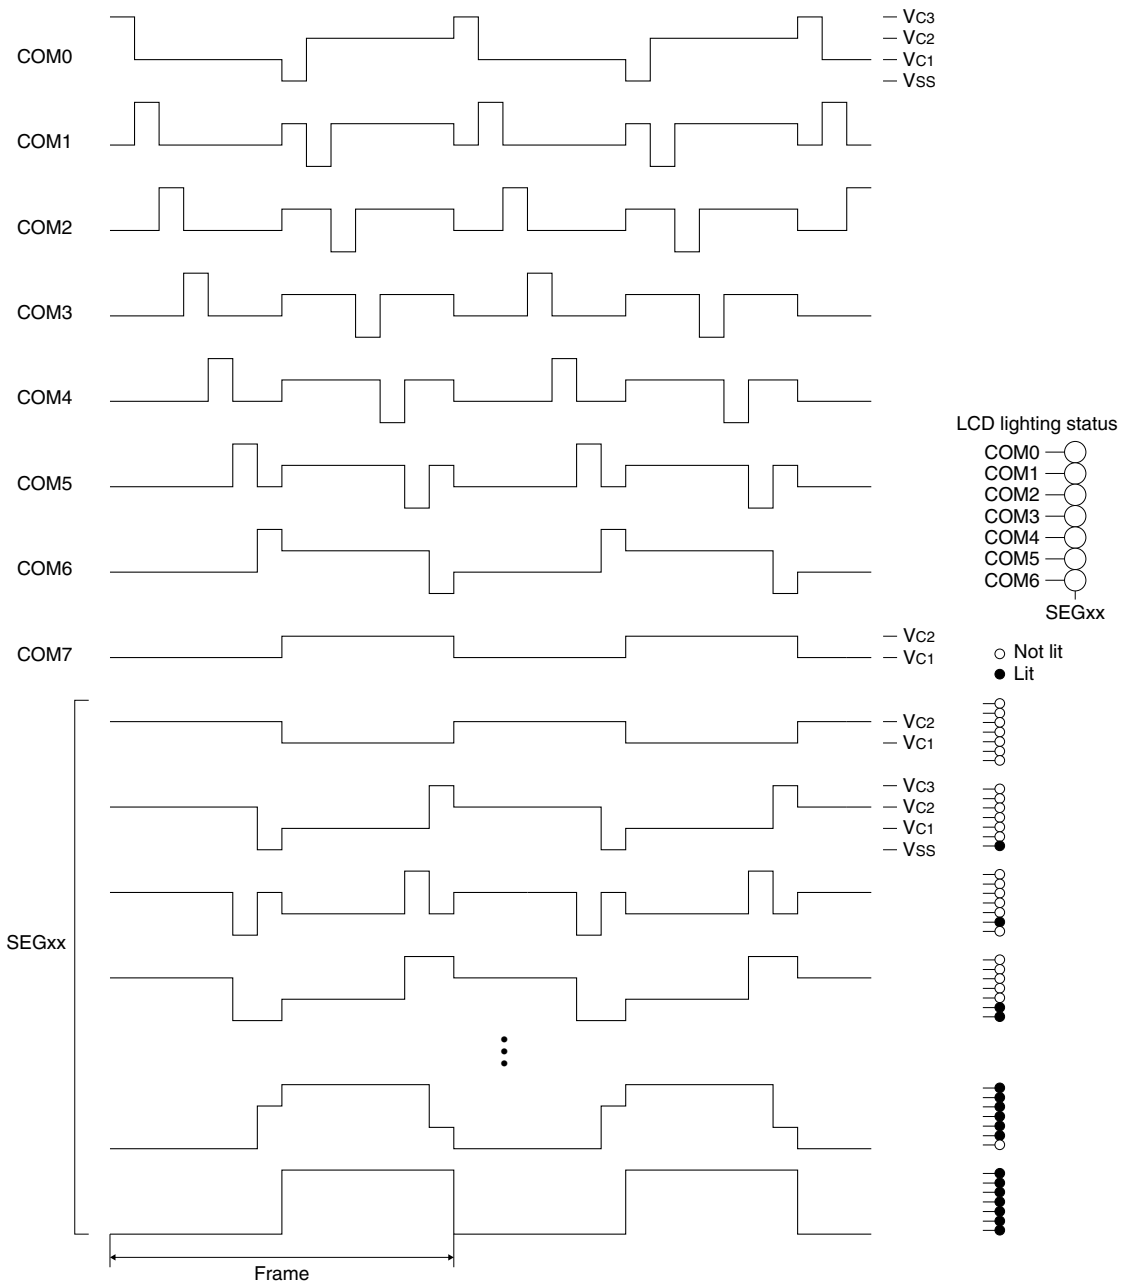 VC3
VC2
COM0
VC1
VSS
COM1
COM2
COM3
COM4
LCD lighting status
COM0
COM1
COM2
COM3
COM4
COM5
COM6
SEGxx
COM5
COM6
COM7
VC2
VC1
Not lit
Lit
VC2
VC1
VC3
VC2
VC1
VSS
SEGxx
Frame